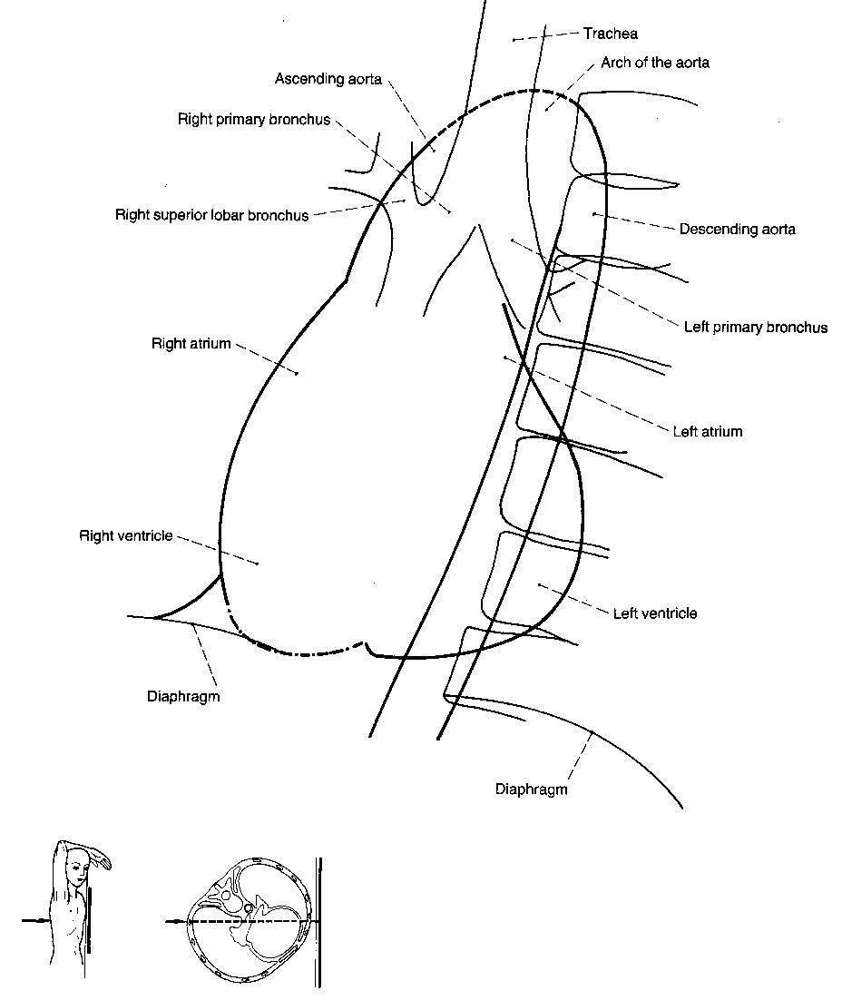 Trachea
Arch of the aorta
Ascending aorta
Right primary bronchus
Right superior lobar bronchus
Descending aorta
Left primary bronchus
Right atrium
Left atrium
Right ventricle
Left ventricle
Diaphragm
Diaphragm